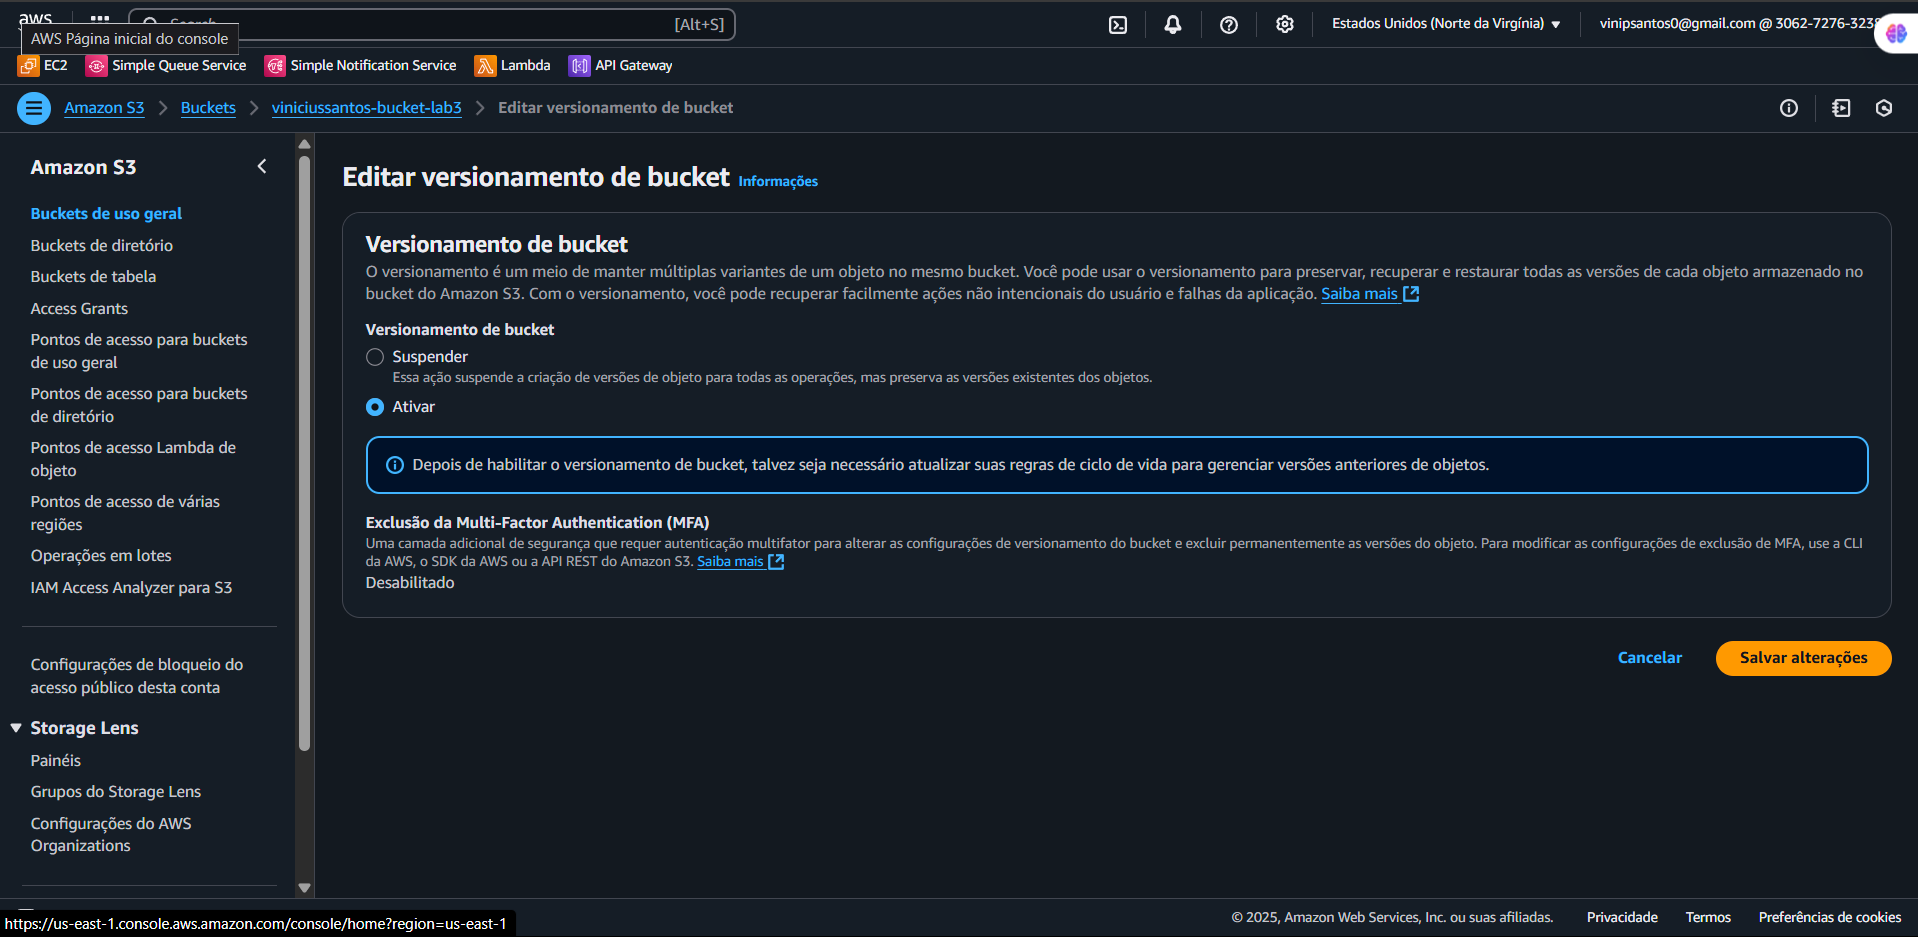 aws
Search
[Alt+S]
Estados Unidos (Norte da Virgínia)
vinipsantos0@gmail.com @ 3062-7276-323
AWS Página inicial do console
EC2
Simple Queue Service
Simple Notification Service
Lambda
API Gateway
Amazon S3
Buckets
viniciussantos-bucket-lab3
Editar versionamento de bucket
Amazon S3
Buckets de uso geral
Buckets de diretório
Buckets de tabela
Access Grants
Pontos de acesso para buckets
de uso geral
Pontos de acesso para buckets
de diretório
Pontos de acesso Lambda de
objeto
Pontos de acesso de várias
regiões
Operações em lotes
IAM Access Analyzer para S3
Configurações de bloqueio do
acesso público desta conta
Storage Lens
Painéis
Grupos do Storage Lens
Configurações do AWS
Organizations
Editar versionamento de bucket Informações
Versionamento de bucket
O versionamento é um meio de manter múltiplas variantes de um objeto no mesmo bucket. Você pode usar o versionamento para preservar, recuperar e restaurar todas as versões de cada objeto armazenado no
bucket do Amazon S3. Com o versionamento, você pode recuperar facilmente ações não intencionais do usuário e falhas da aplicação. Saiba mais
Versionamento de bucket
Suspender
Essa ação suspende a criação de versões de objeto para todas as operações, mas preserva as versões existentes dos objetos.
Ativar
Depois de habilitar o versionamento de bucket, talvez seja necessário atualizar suas regras de ciclo de vida para gerenciar versões anteriores de objetos.
Exclusão da Multi-Factor Authentication (MFA)
Uma camada adicional de segurança que requer autenticação multifator para alterar as configurações de versionamento do bucket e excluir permanentemente as versões do objeto. Para modificar as configurações de exclusão de MFA, use a CLI
da AWS, o SDK da AWS ou a API REST do Amazon S3. Saiba mais
Desabilitado
Cancelar
Salvar alterações
https://us-east-1.console.aws.amazon.com/console/home?region=us-east-1
© 2025, Amazon Web Services, Inc. ou suas afiliadas.
Privacidade
Termos
Preferências de cookies